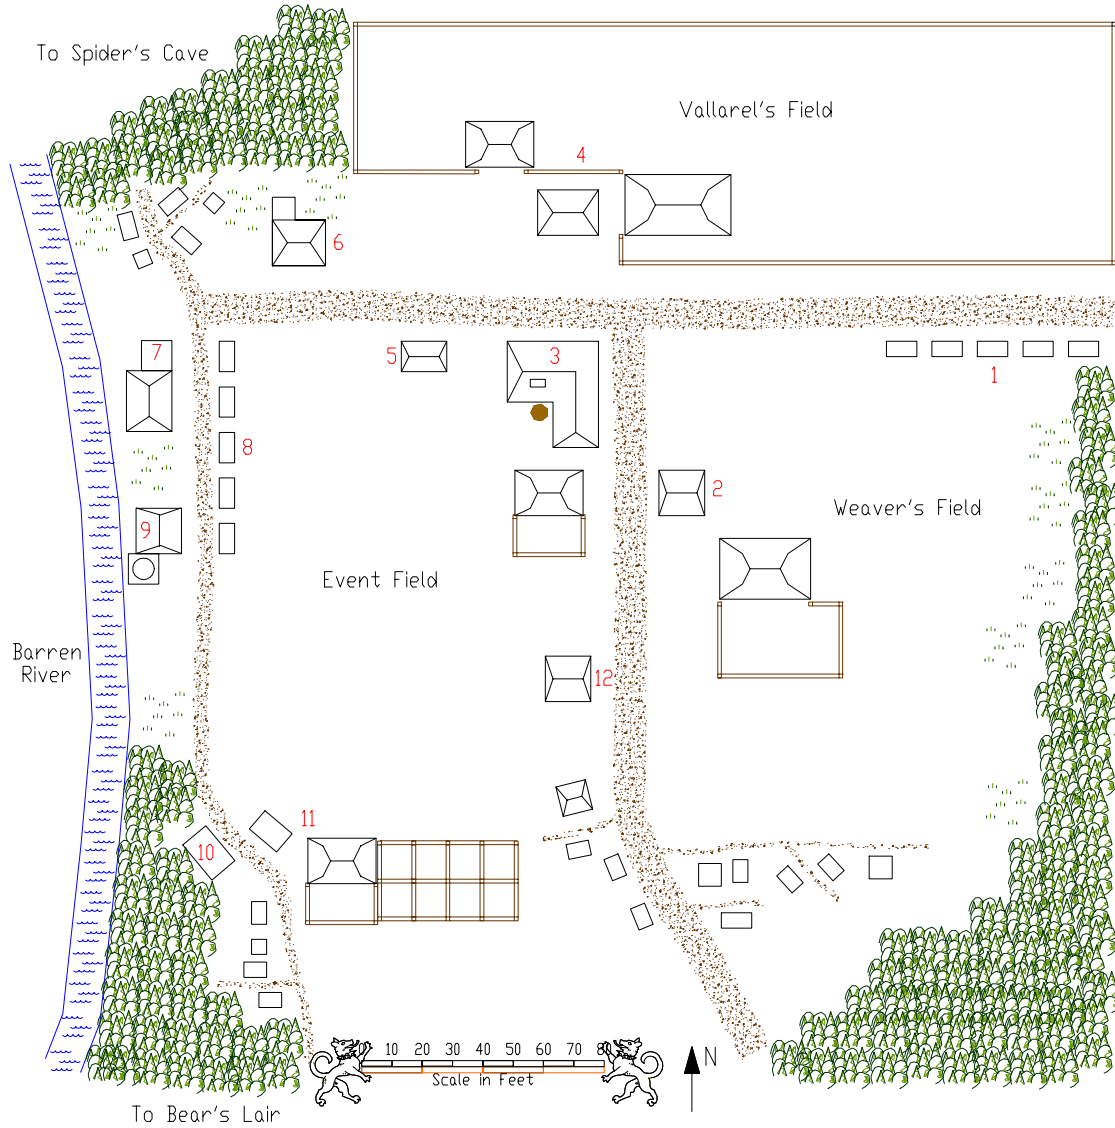 To Spider's Cave
Vallarel's Field
4
6
7
5
3
1
8
2
Weaver's Field
9
Event Field
Barren
River
12
11
10
10 20 30 40 50 60 70 80
Scale in Feet
N
To Bear's Lair